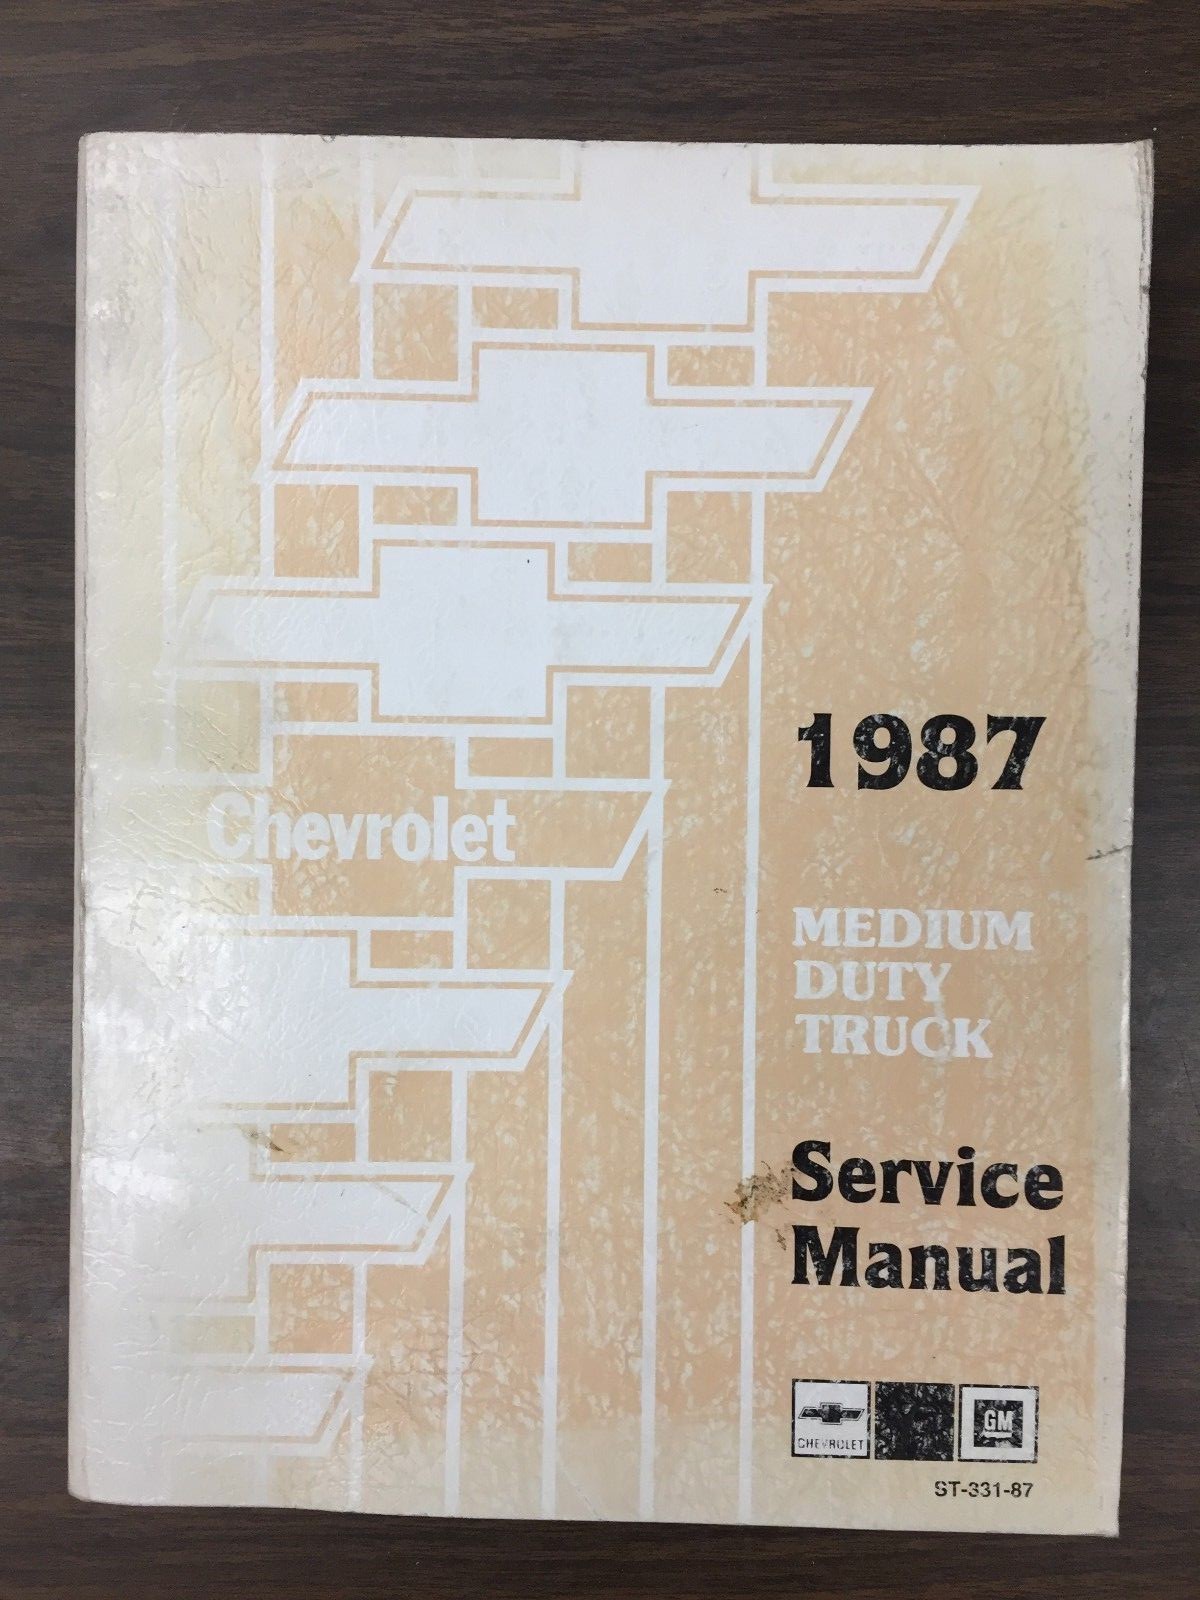 Chevrolet
1987
MEDIUM
DUTY
TRUCK
Service
Manual
CHEVROLET
GM
ST-331-87